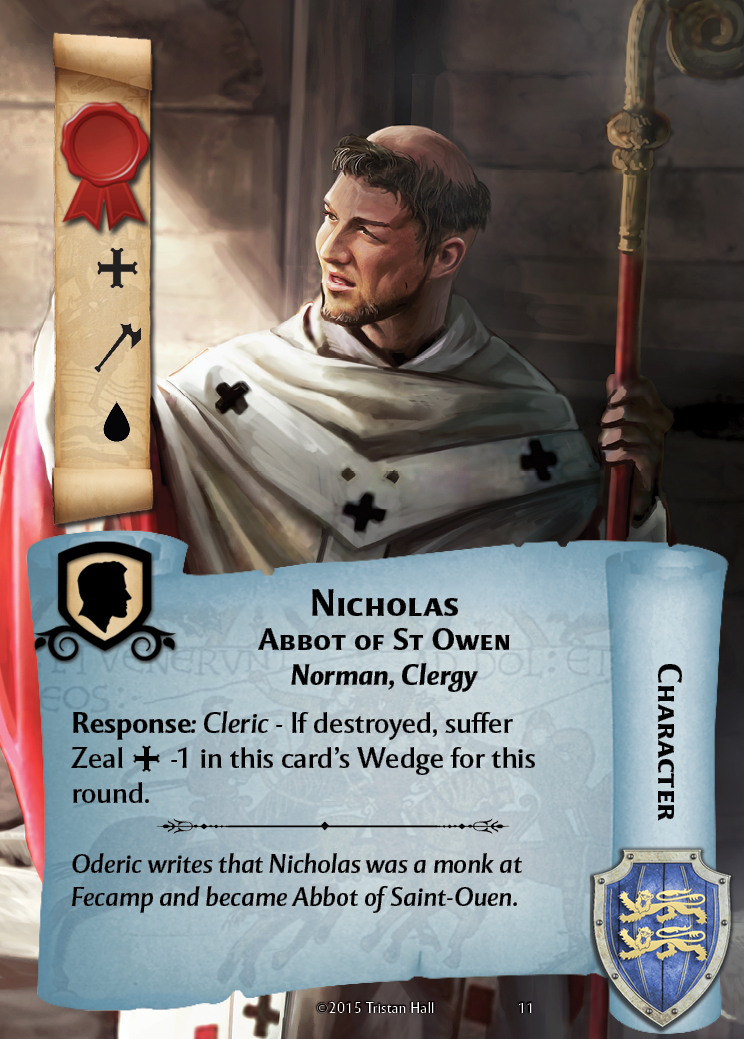 Nicholas
Abbot of St Owen
Norman, Clergy
Response: Cleric - If destroyed, suffer
Zeal -1 in this card's Wedge for this
round.
Oderic writes that Nicholas was a monk at
Fecamp and became Abbot of Saint-Ouen.
Character
©2015 Tristan Hall
11